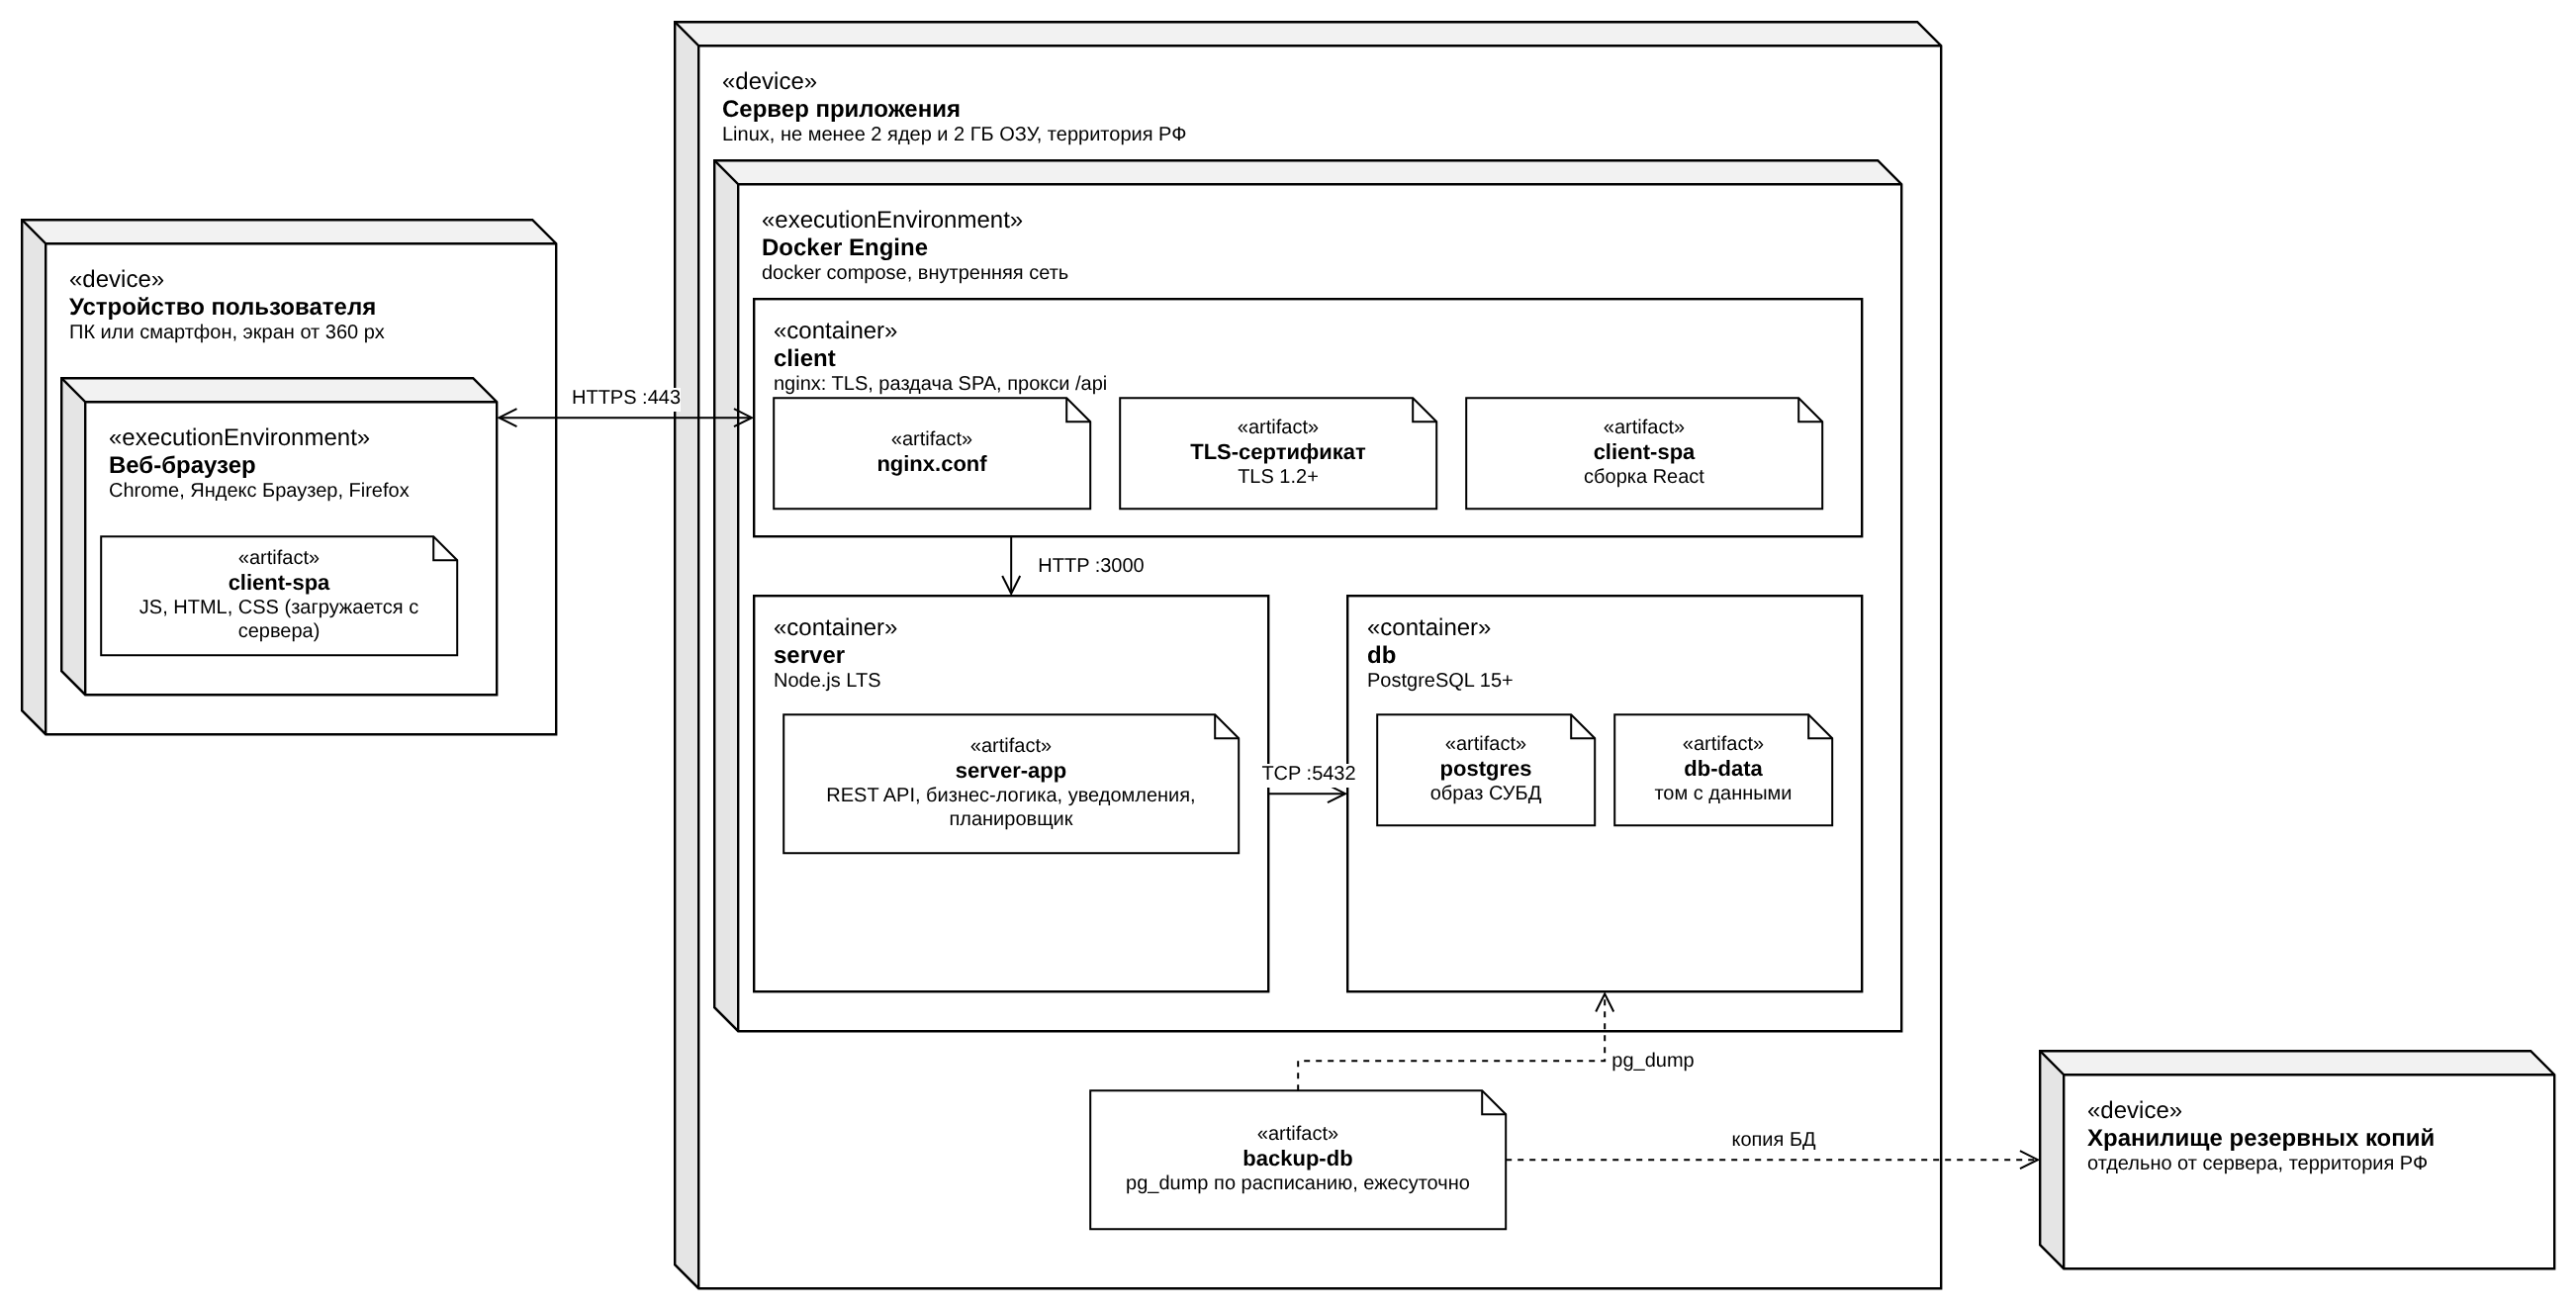 «device»
Сервер приложения
Linux, не менее 2 ядер и 2 ГБ ОЗУ, территория РФ
«executionEnvironment»
Docker Engine
docker compose, внутренняя сеть
«device»
Устройство пользователя
ПК или смартфон, экран от 360 px
«executionEnvironment»
Веб-браузер
Chrome, Яндекс Браузер, Firefox
«artifact»
client-spa
JS, HTML, CSS (загружается с
сервера)
HTTPS :443
«container»
client
nginx: TLS, раздача SPA, прокси /api
«artifact»
nginx.conf
«artifact»
TLS-сертификат
TLS 1.2+
«artifact»
client-spa
сборка React
HTTP :3000
«container»
server
Node.js LTS
«artifact»
server-app
REST API, бизнес-логика, уведомления,
планировщик
TCP :5432
«container»
db
PostgreSQL 15+
«artifact»
postgres
образ СУБД
«artifact»
db-data
том с данными
pg_dump
«artifact»
backup-db
pg_dump по расписанию, ежесуточно
копия БД
«device»
Хранилище резервных копий
отдельно от сервера, территория РФ